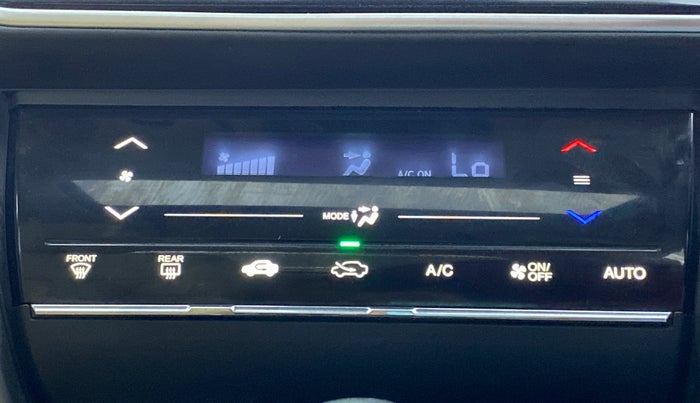 A/C ON Lo
MODE
FRONT REAR A/C ON/OFF AUTO